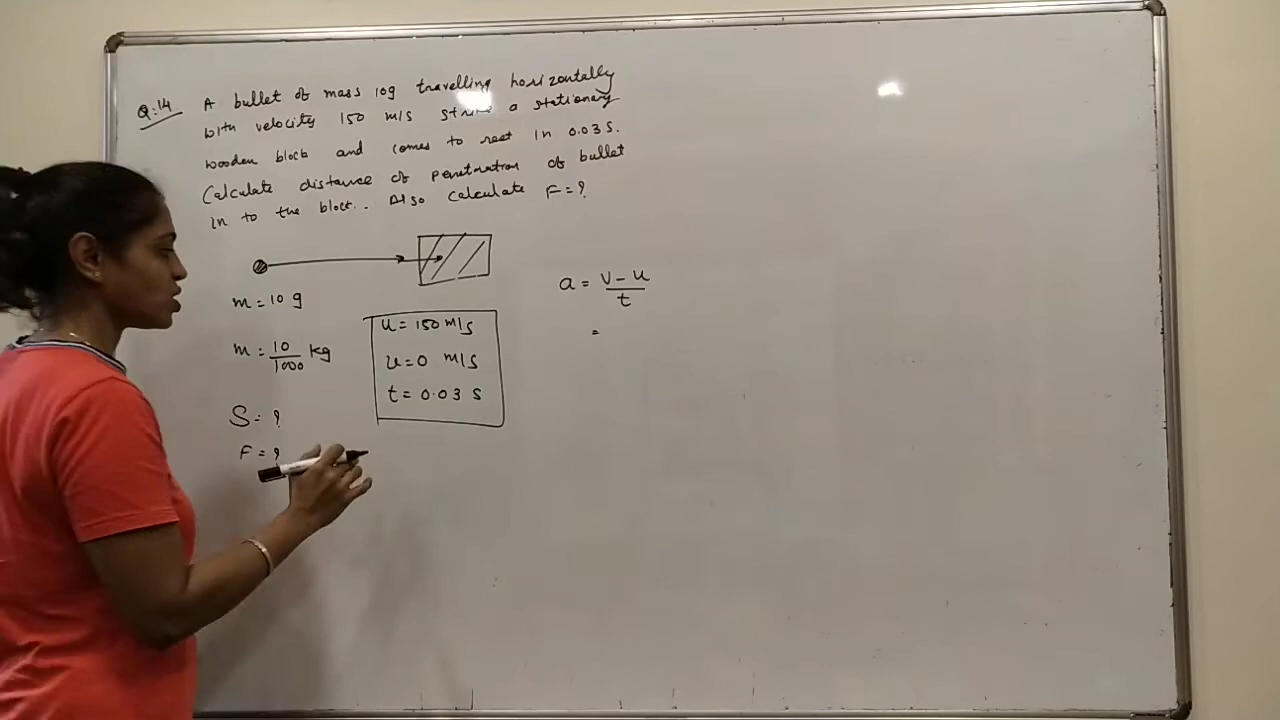 Q:14 A bullet of mass 10g travelling horizontally
with velocity 150 m/s a stationary
wooden block and comes to rest in 0.03 s.
Calculate distance of penetration of bullet
in to the block. Also calculate F=?
m = 10 g
m = 10/1000 kg
S = ?
F = ?
u = 150 m/s
u = 0 m/s
t = 0.03 s
a = v - u / t
=